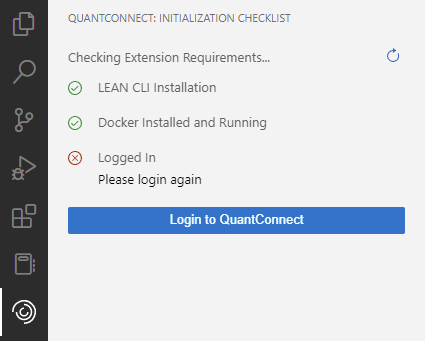 QUANTCONNECT: INITIALIZATION CHECKLIST
Checking Extension Requirements...
LEAN CLI Installation
Docker Installed and Running
Logged In
Please login again
Login to QuantConnect